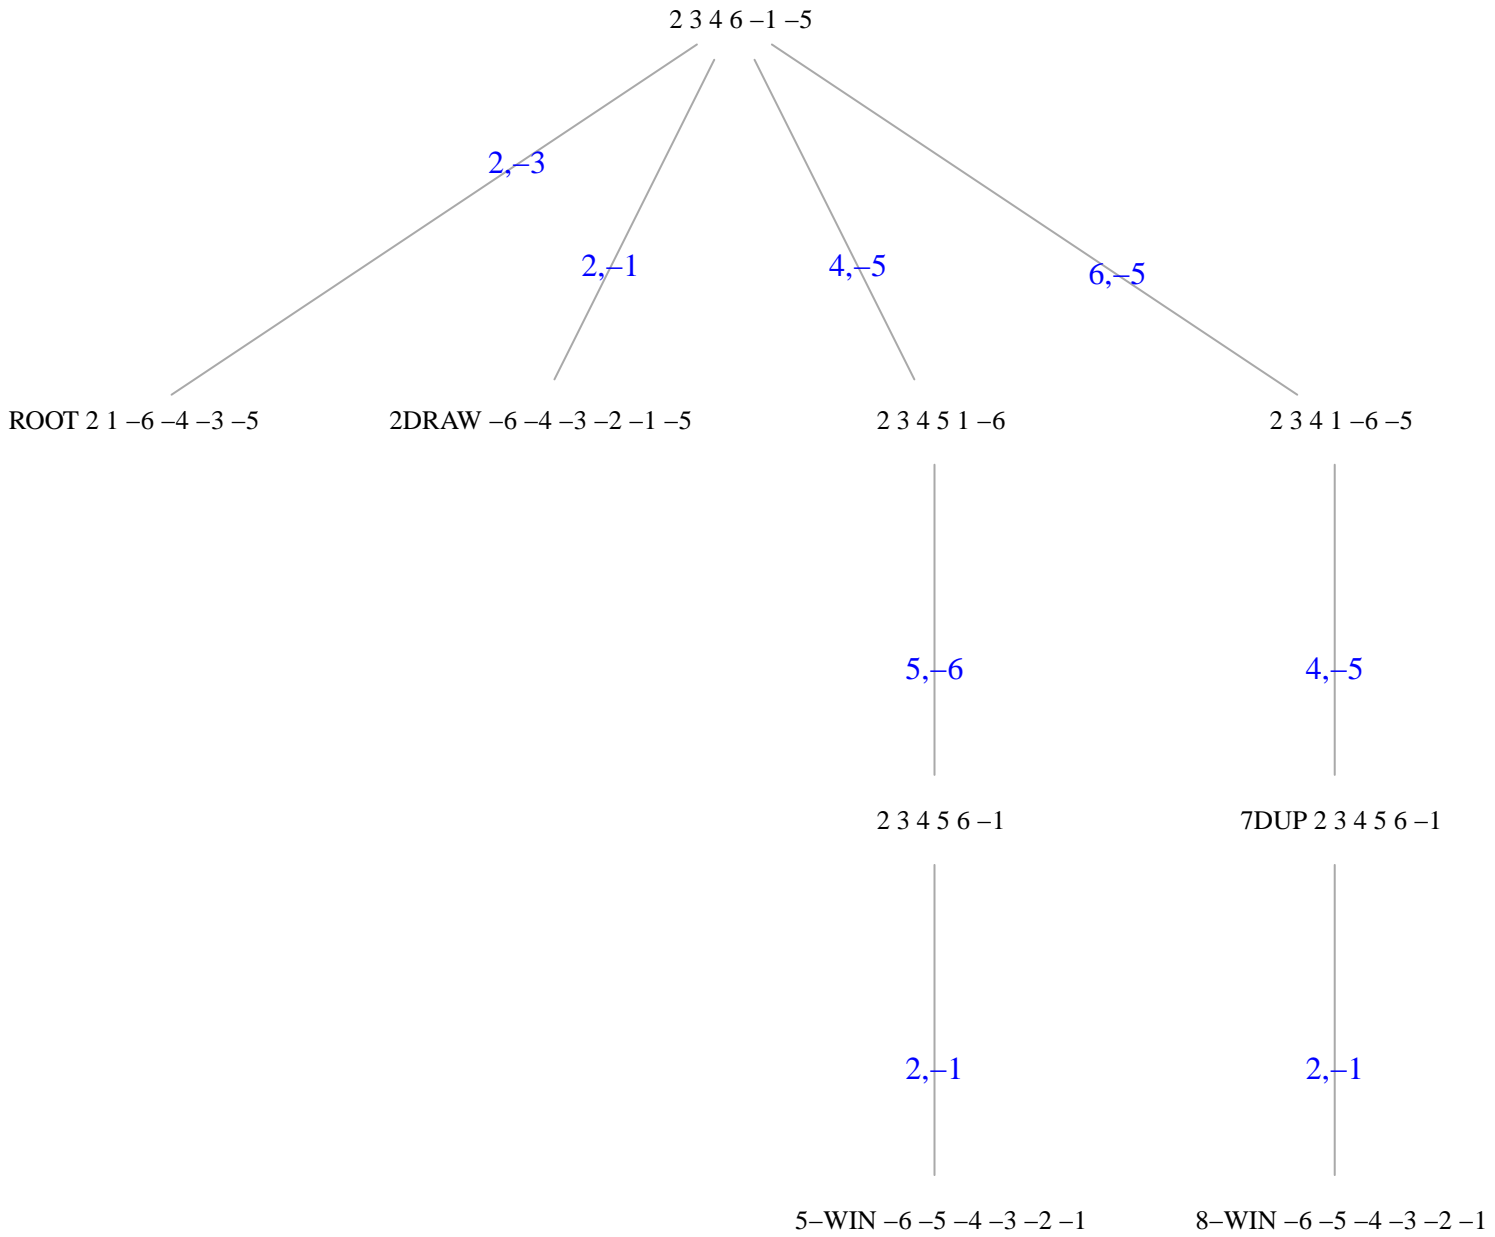 2 3 4 6 –1 –5
2,–3
2,–1
4,–5
6,–5
ROOT 2 1 –6 –4 –3 –5
2DRAW –6 –4 –3 –2 –1 –5
2 3 4 5 1 –6
2 3 4 1 –6 –5
5,–6
4,–5
2 3 4 5 6 –1
7DUP 2 3 4 5 6 –1
2,–1
2,–1
5–WIN –6 –5 –4 –3 –2 –1
8–WIN –6 –5 –4 –3 –2 –1